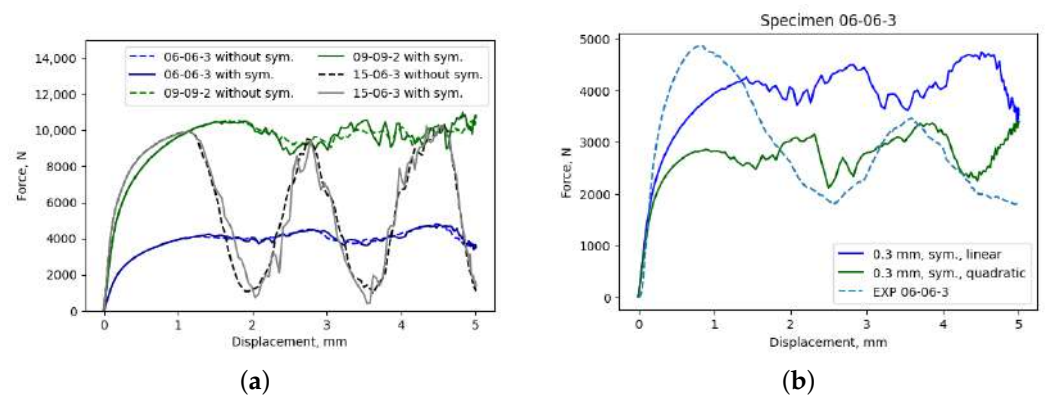 14,000
12,000
10,000
8000
6000
4000
2000
0
Force, N
06-06-3 without sym.
06-06-3 with sym.
09-09-2 without sym.
09-09-2 with sym.
15-06-3 without sym.
15-06-3 with sym.
0 1 2 3 4 5
Displacement, mm
(a)
Specimen 06-06-3
5000
4000
3000
2000
1000
0
Force, N
0.3 mm, sym., linear
0.3 mm, sym., quadratic
EXP 06-06-3
0 1 2 3 4 5
Displacement, mm
(b)